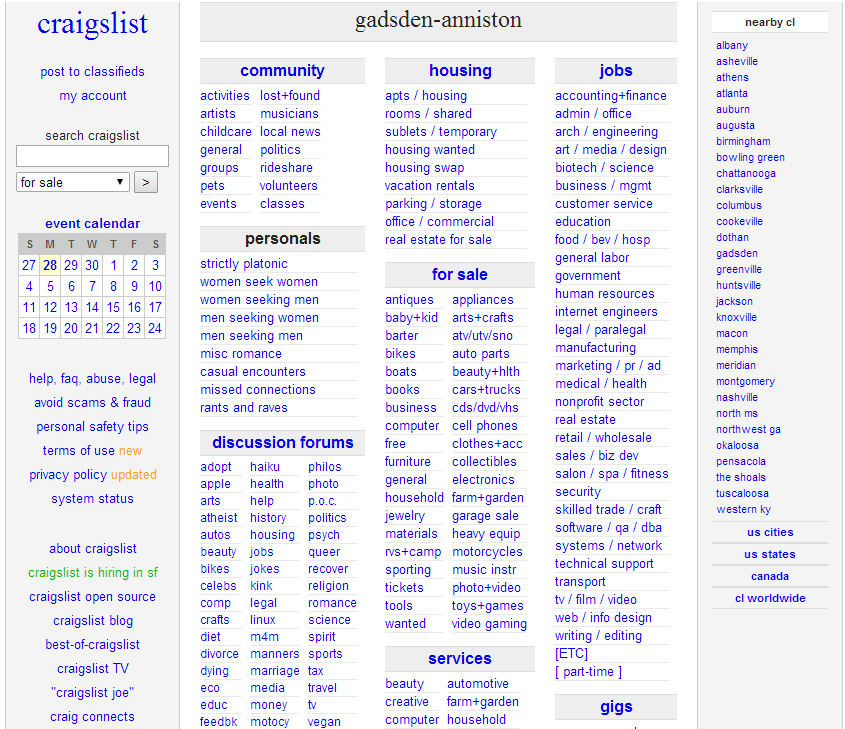 craigslist
post to classifieds
my account
search craigslist
for sale
>
event calendar
S M T W T F S
27 28 29 30 1 2 3
4 5 6 7 8 9 10
11 12 13 14 15 16 17
18 19 20 21 22 23 24
help, faq, abuse, legal
avoid scams & fraud
personal safety tips
terms of use new
privacy policy updated
system status
about craigslist
craigslist is hiring in sf
craigslist open source
craigslist blog
best-of-craigslist
craigslist TV
"craigslist joe"
craig connects
gadsden-anniston
community
activities lost+found
artists musicians
childcare local news
general politics
groups rideshare
pets volunteers
events classes
personals
strictly platonic
women seek women
women seeking men
men seeking women
men seeking men
misc romance
casual encounters
missed connections
rants and raves
discussion forums
adopt haiku philos
apple health photo
arts help p.o.c.
atheist history politics
autos housing psych
beauty jobs queer
bikes jokes recover
celebs kink religion
comp legal romance
crafts linux science
diet m4m spirit
divorce manners sports
dying marriage tax
eco media travel
educ money tv
feedbk motocy vegan
housing
apts / housing
rooms / shared
sublets / temporary
housing wanted
housing swap
vacation rentals
parking / storage
office / commercial
real estate for sale
for sale
antiques appliances
baby+kid arts+crafts
barter atv/utv/sno
bikes auto parts
boats beauty+hlth
books cars+trucks
business cds/dvd/vhs
computer cell phones
free clothes+acc
furniture collectibles
general electronics
household farm+garden
jewelry garage sale
materials heavy equip
rvs+camp motorcycles
sporting music instr
tickets photo+video
tools toys+games
wanted video gaming
services
beauty automotive
creative farm+garden
computer household
jobs
accounting+finance
admin / office
arch / engineering
art / media / design
biotech / science
business / mgmt
customer service
education
food / bev / hosp
general labor
government
human resources
internet engineers
legal / paralegal
manufacturing
marketing / pr / ad
medical / health
nonprofit sector
real estate
retail / wholesale
sales / biz dev
salon / spa / fitness
security
skilled trade / craft
software / qa / dba
systems / network
technical support
transport
tv / film / video
web / info design
writing / editing
[ETC]
[ part-time ]
gigs
nearby cl
albany
asheville
athens
atlanta
auburn
augusta
birmingham
bowling green
chattanooga
clarksville
columbus
cookeville
dothan
gadsden
greenville
huntsville
jackson
knoxville
macon
memphis
meridian
montgomery
nashville
north ms
northwest ga
okaloosa
pensacola
the shoals
tuscaloosa
western ky
us cities
us states
canada
cl worldwide